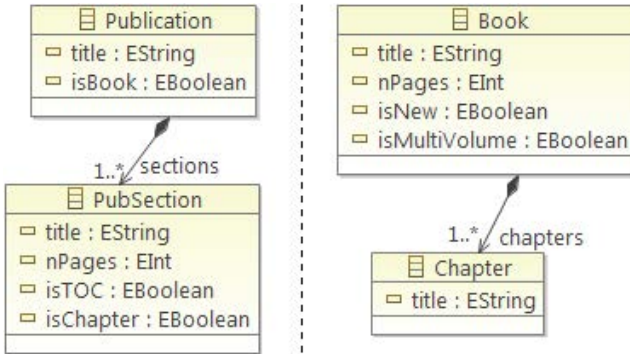 Publication
title : EString
isBook : EBoolean
1..* sections
PubSection
title : EString
nPages : EInt
isTOC : EBoolean
isChapter : EBoolean
Book
title : EString
nPages : EInt
isNew : EBoolean
isMultiVolume : EBoolean
1..* chapters
Chapter
title : EString